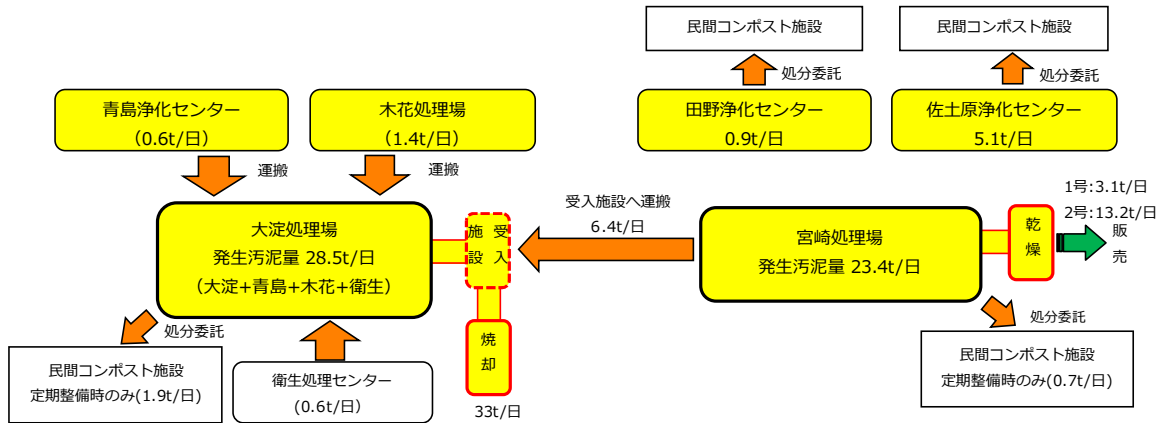 民間コンポスト施設
民間コンポスト施設
処分委託
処分委託
青島浄化センター
(0.6t/日)
木花処理場
(1.4t/日)
田野浄化センター
0.9t/日
佐土原浄化センター
5.1t/日
運搬
運搬
大淀処理場
発生汚泥量 28.5t/日
(大淀+青島+木花+衛生)
受入
施設
受入施設へ運搬
6.4t/日
宮崎処理場
発生汚泥量 23.4t/日
乾燥
1号:3.1t/日
2号:13.2t/日
販売
処分委託
民間コンポスト施設
定期整備時のみ(1.9t/日)
衛生処理センター
(0.6t/日)
焼却
33t/日
処分委託
民間コンポスト施設
定期整備時のみ(0.7t/日)